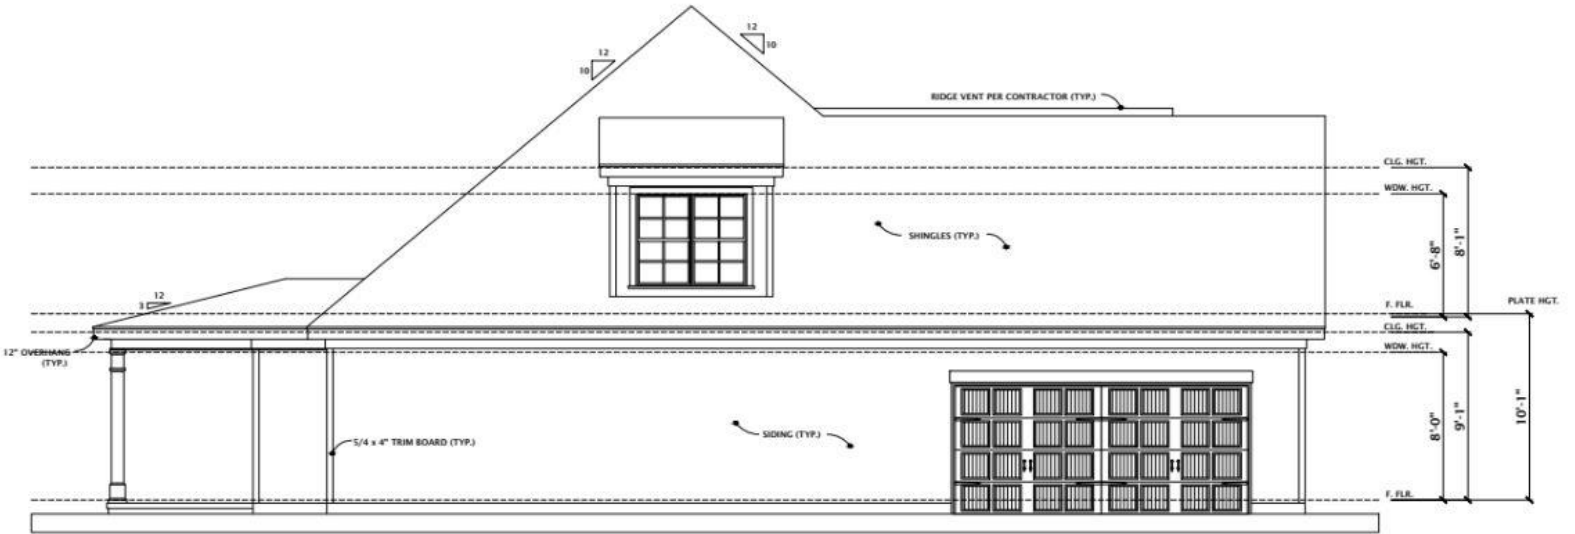 12
10
12
10
RIDGE VENT PER CONTRACTOR (TYP.)
CLG. HGT.
WDW. HGT.
SHINGLES (TYP.)
6'-8"
8'-1"
12
3
F. FLR.
PLATE HGT.
CLG. HGT.
WDW. HGT.
12" OVERHANG
(TYP.)
5/4 x 4" TRIM BOARD (TYP.)
SIDING (TYP.)
8'-0"
9'-1"
10'-1"
F. FLR.